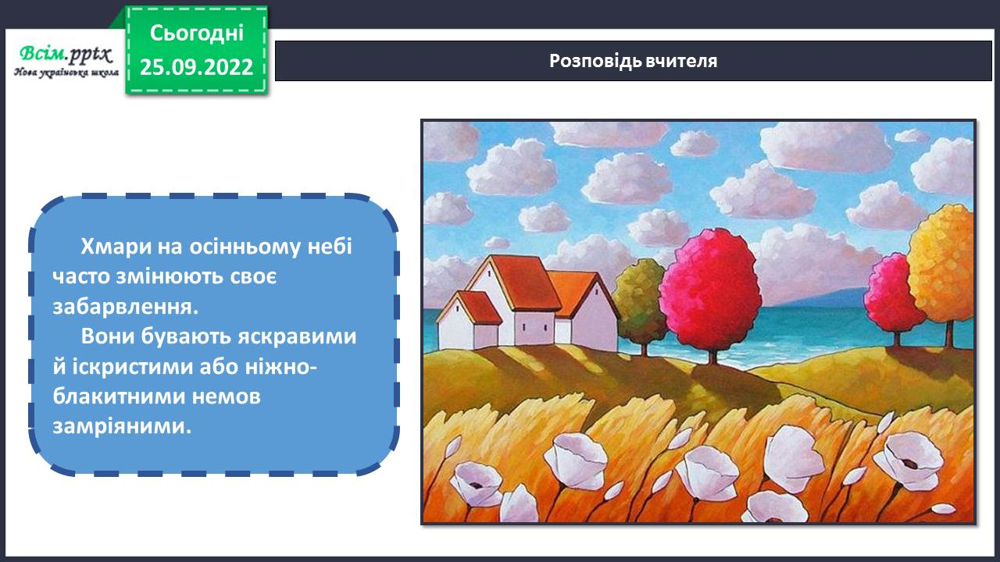 Всім.pptx
Нова українська школа
Сьогодні
25.09.2022
Розповідь вчителя
Хмари на осінньому небі
часто змінюють своє
забарвлення.
Вони бувають яскравими
й іскристими або ніжно-
блакитними немов
замріяними.